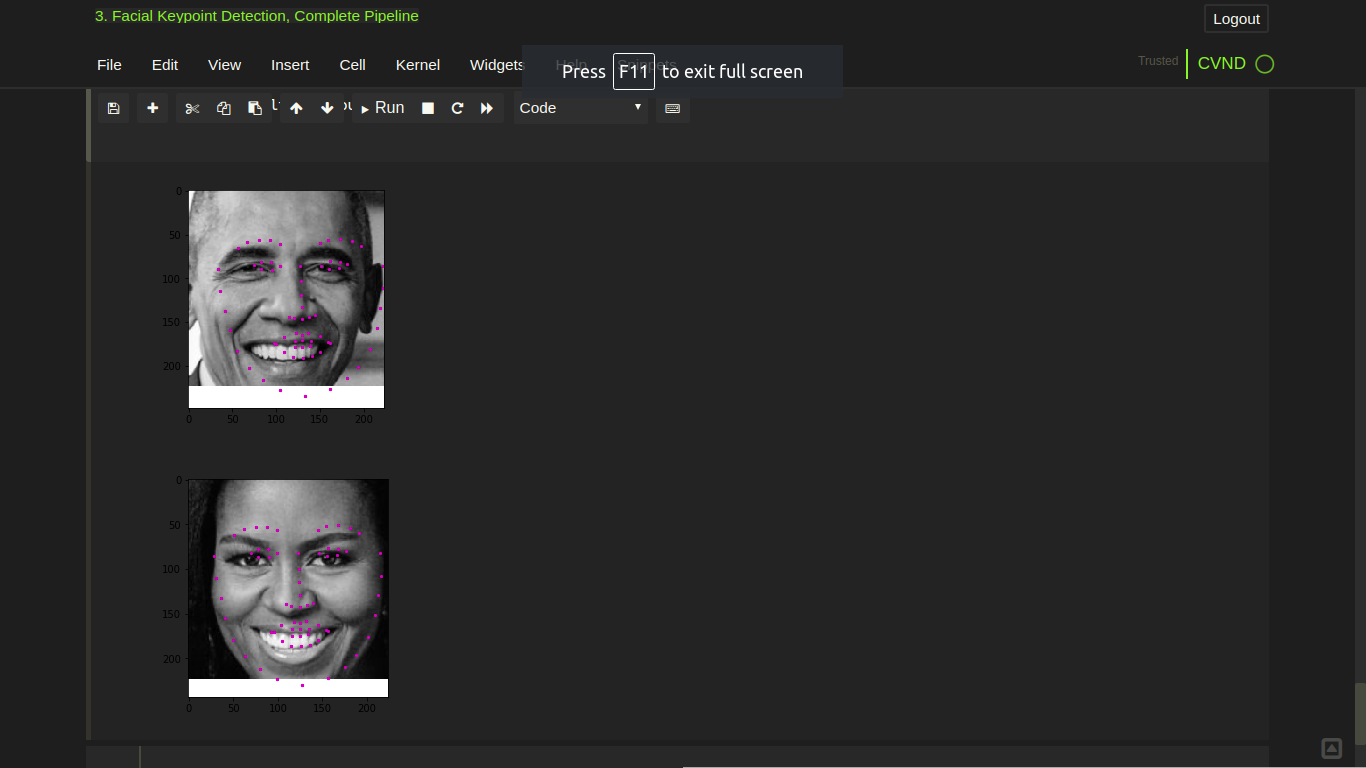 3. Facial Keypoint Detection, Complete Pipeline
Logout
File Edit View Insert Cell Kernel Widgets Help Snippets
Press F11 to exit full screen
Trusted CVND
Run Code
0
50
100
150
200
0 50 100 150 200
0
50
100
150
200
0 50 100 150 200